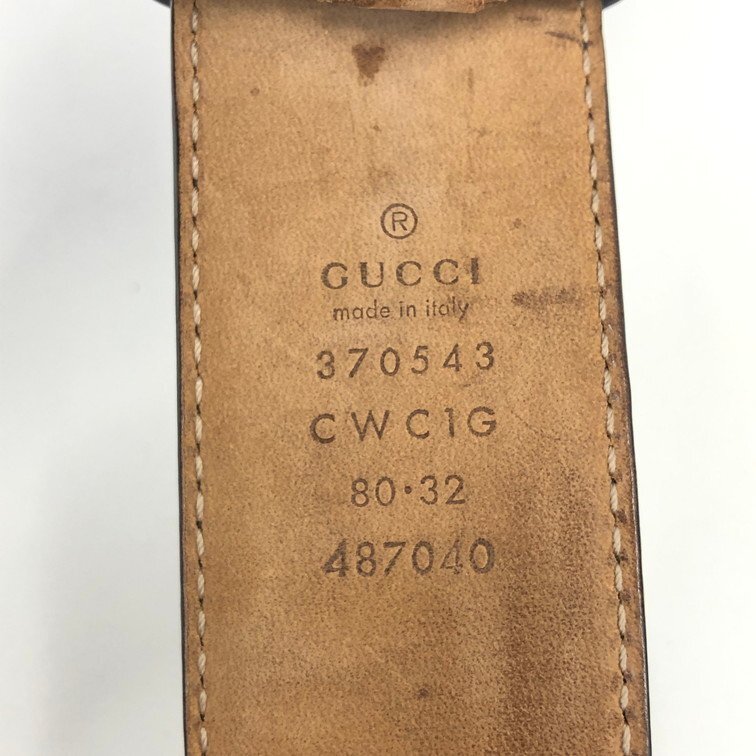 ®
GUCCI
made in italy
370543
CWC1G
80·32
487040